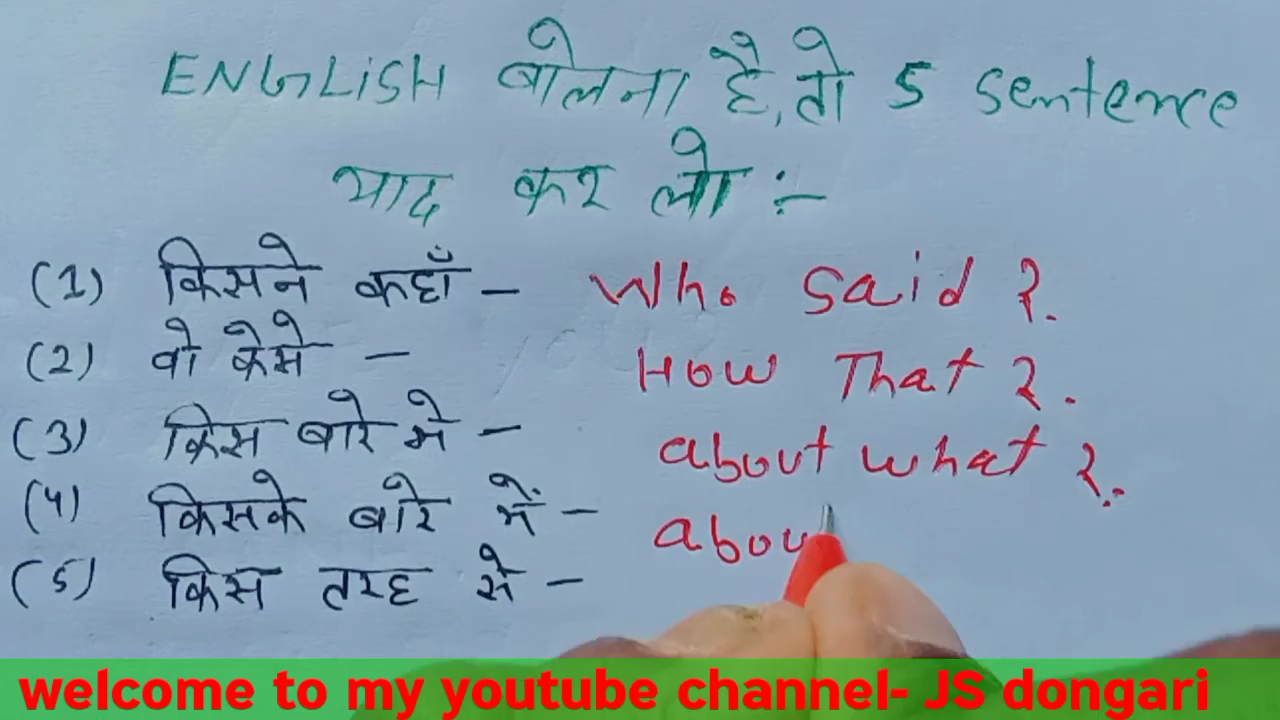 ENGLISH बोलना है, तो 5 sentence
याद कर लो :-
(1) किसने कहाँ - Who said ?.
(2) वो केसे - How That ?.
(3) किस बारे मे - about what ?.
(4) किसके बारे में - abou
(5) किस तरह से -
welcome to my youtube channel- JS dongari